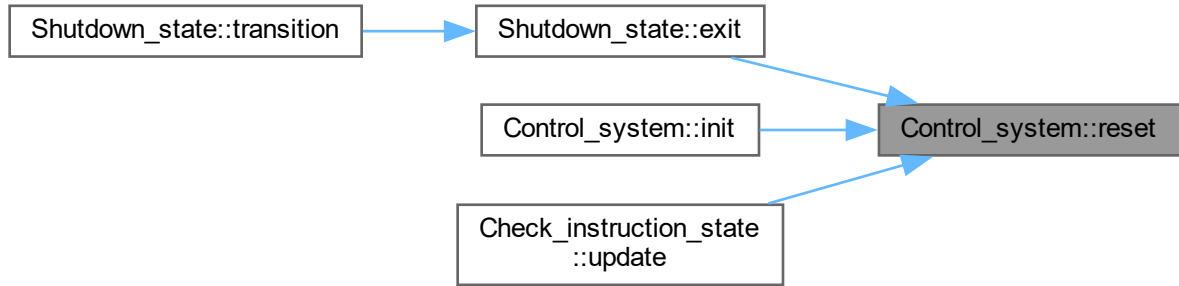 Shutdown_state::transition
Shutdown_state::exit
Control_system::init
Control_system::reset
Check_instruction_state
::update